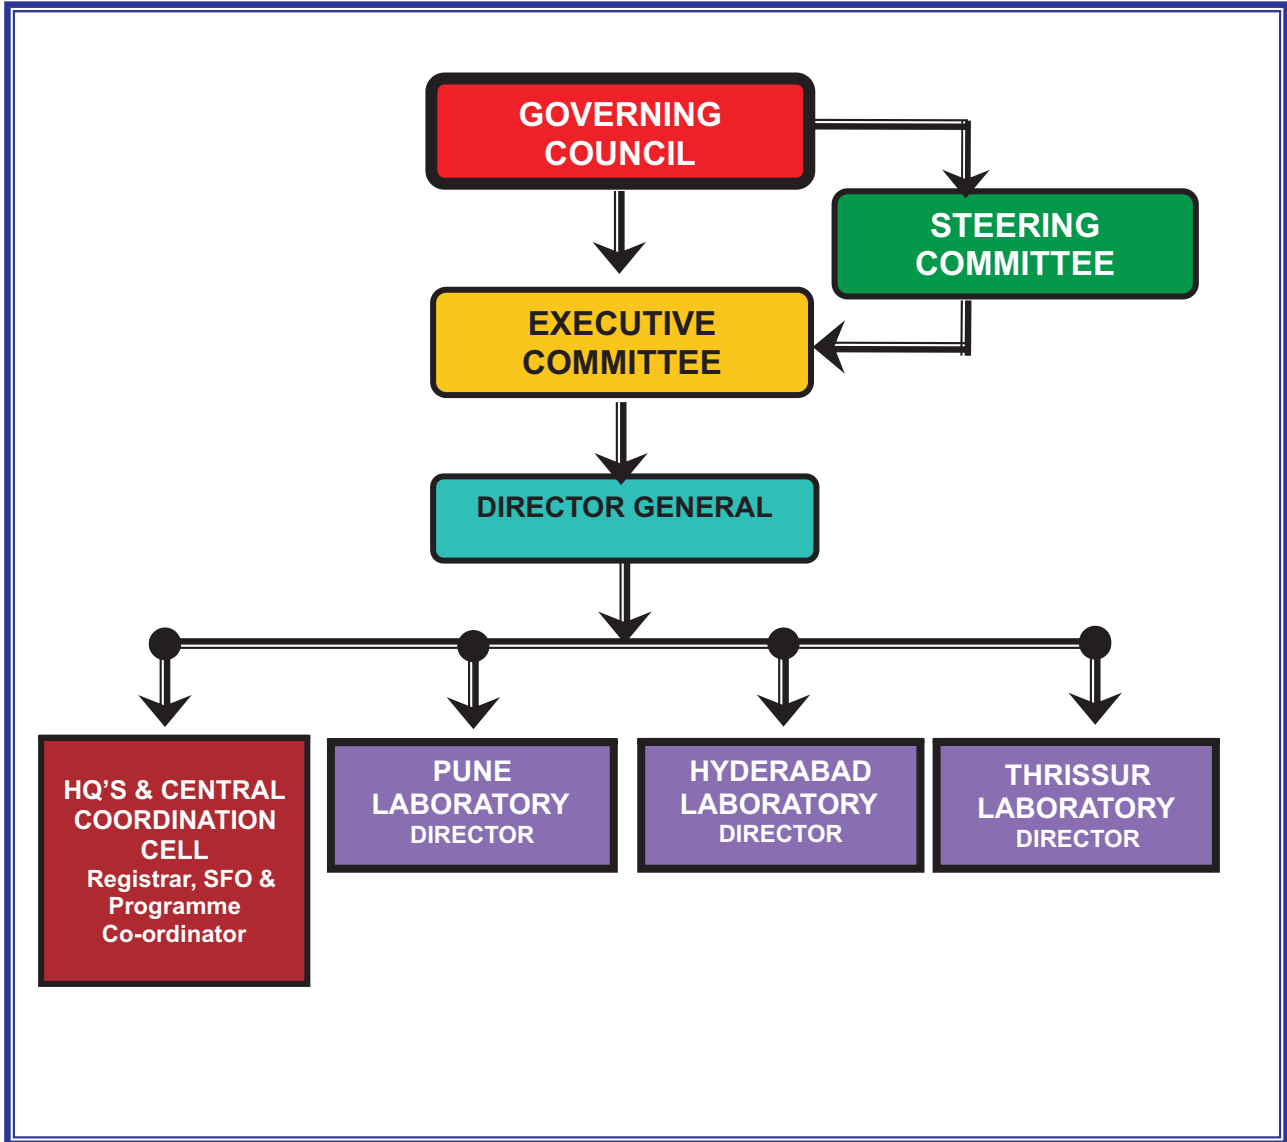 GOVERNING
COUNCIL
STEERING
COMMITTEE
EXECUTIVE
COMMITTEE
DIRECTOR GENERAL
HQ'S & CENTRAL
COORDINATION
CELL
Registrar, SFO &
Programme
Co-ordinator
PUNE
LABORATORY
DIRECTOR
HYDERABAD
LABORATORY
DIRECTOR
THRISSUR
LABORATORY
DIRECTOR